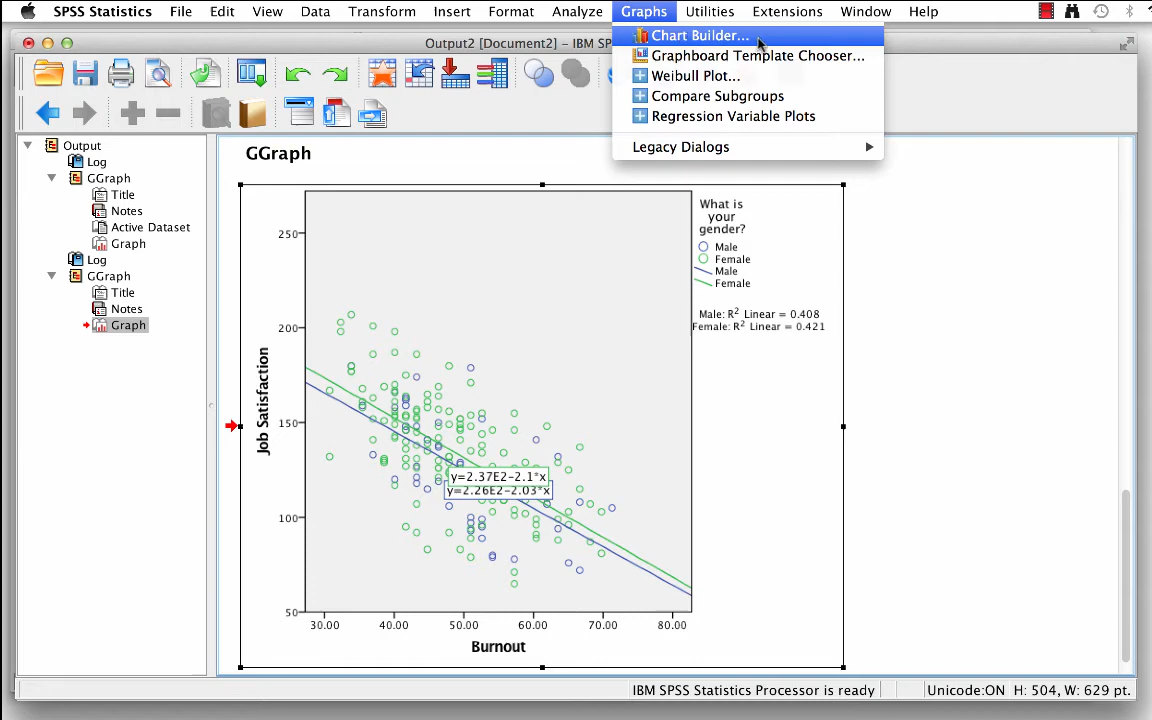 SPSS Statistics File Edit View Data Transform Insert Format Analyze Graphs Utilities Extensions Window Help
Output2 [Document2] – IBM SP
Chart Builder...
Graphboard Template Chooser...
Weibull Plot...
Compare Subgroups
Regression Variable Plots
Legacy Dialogs
Output
Log
GGraph
Title
Notes
Active Dataset
Graph
Log
GGraph
Title
Notes
Graph
GGraph
What is
your
gender?
Male
Female
Male
Female
Male: R² Linear = 0.408
Female: R² Linear = 0.421
250
200
150
100
50
Job Satisfaction
y=2.37E2-2.1*x
y=2.26E2-2.03*x
30.00 40.00 50.00 60.00 70.00 80.00
Burnout
IBM SPSS Statistics Processor is ready Unicode:ON H: 504, W: 629 pt.